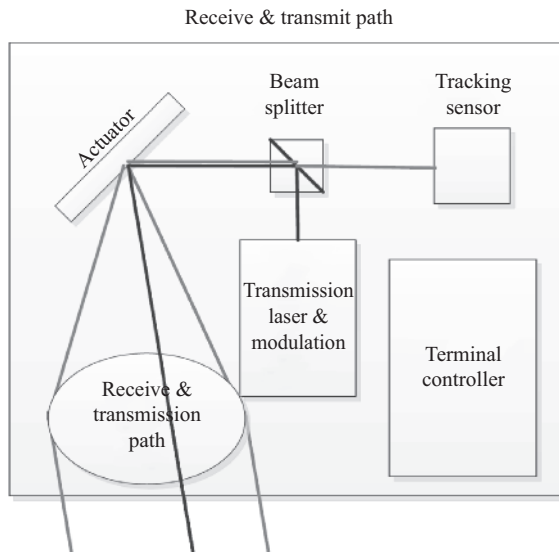 Receive & transmit path
Beam
splitter
Tracking
sensor
Actuator
Transmission
laser &
modulation
Terminal
controller
Receive &
transmission
path